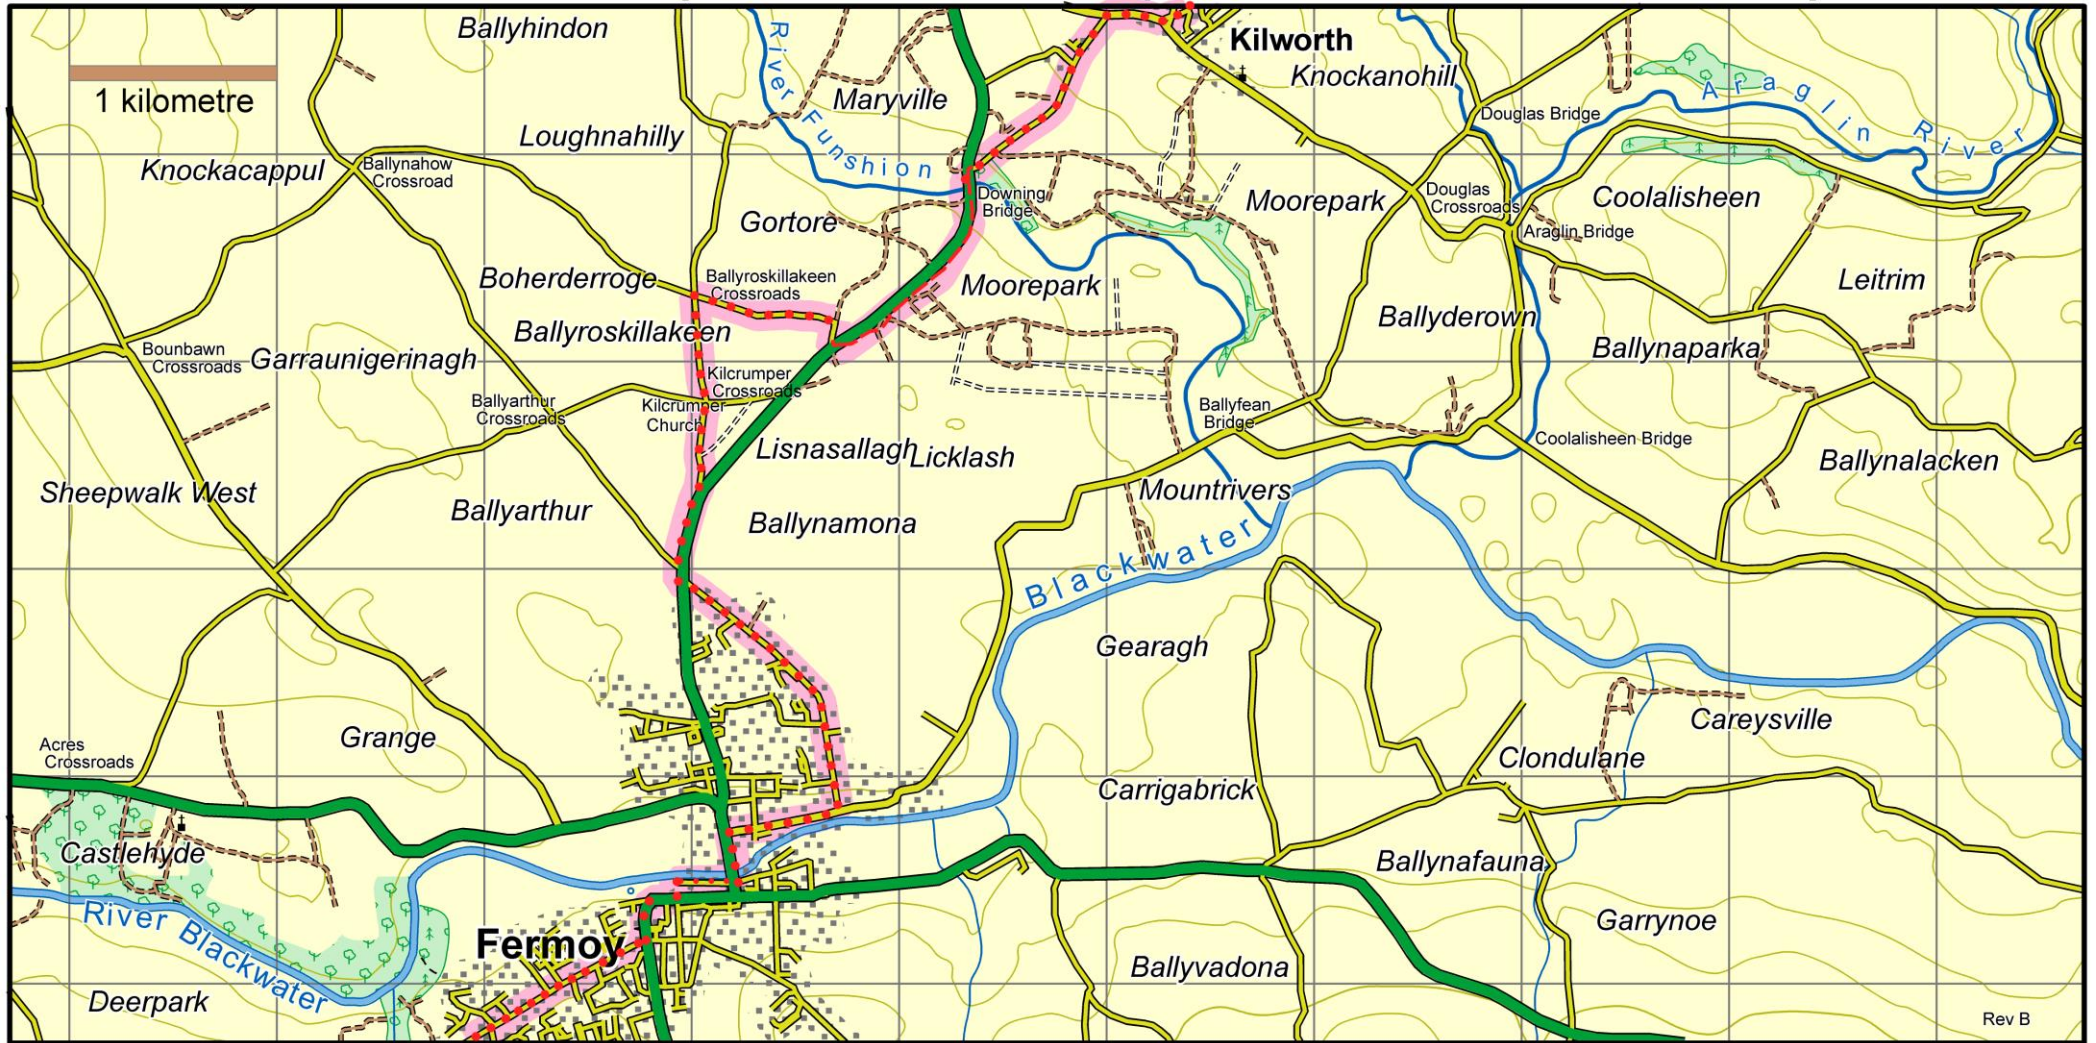 Ballyhindon
Kilworth
Knockanohill
1 kilometre
River Funshion
Maryville
Araglin River
Douglas Bridge
Loughnahilly
Knockacappul
Ballynahow
Crossroad
Downing
Bridge
Moorepark
Douglas
Crossroads
Coolalisheen
Gortore
Araglin Bridge
Boherderroge
Ballyroskillakeen
Crossroads
Moorepark
Leitrim
Ballyroskillakeen
Ballyderown
Bounbawn
Crossroads
Garraunigerinagh
Ballynaparka
Kilcrumper
Crossroads
Ballyarthur
Crossroads
Kilcrumper
Church
Ballyfean
Bridge
Lisnasallagh
Licklash
Coolalisheen Bridge
Ballynalacken
Sheepwalk West
Ballyarthur
Mountrivers
Ballynamona
Blackwater
Gearagh
Careysville
Grange
Acres
Crossroads
Clondulane
Carrigabrick
Castlehyde
Ballynafauna
River Blackwater
Garrynoe
Fermoy
Ballyvadona
Deerpark
Rev B